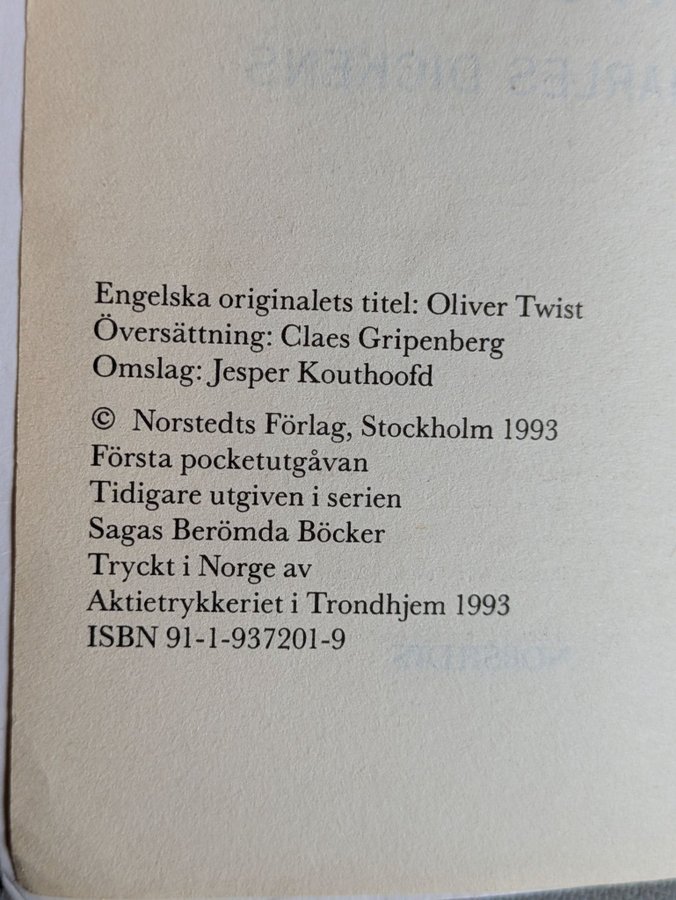 Engelska originalets titel: Oliver Twist
Översättning: Claes Gripenberg
Omslag: Jesper Kouthoofd
© Norstedts Förlag, Stockholm 1993
Första pocketutgåvan
Tidigare utgiven i serien
Sagas Berömda Böcker
Tryckt i Norge av
Aktietrykkeriet i Trondhjem 1993
ISBN 91-1-937201-9